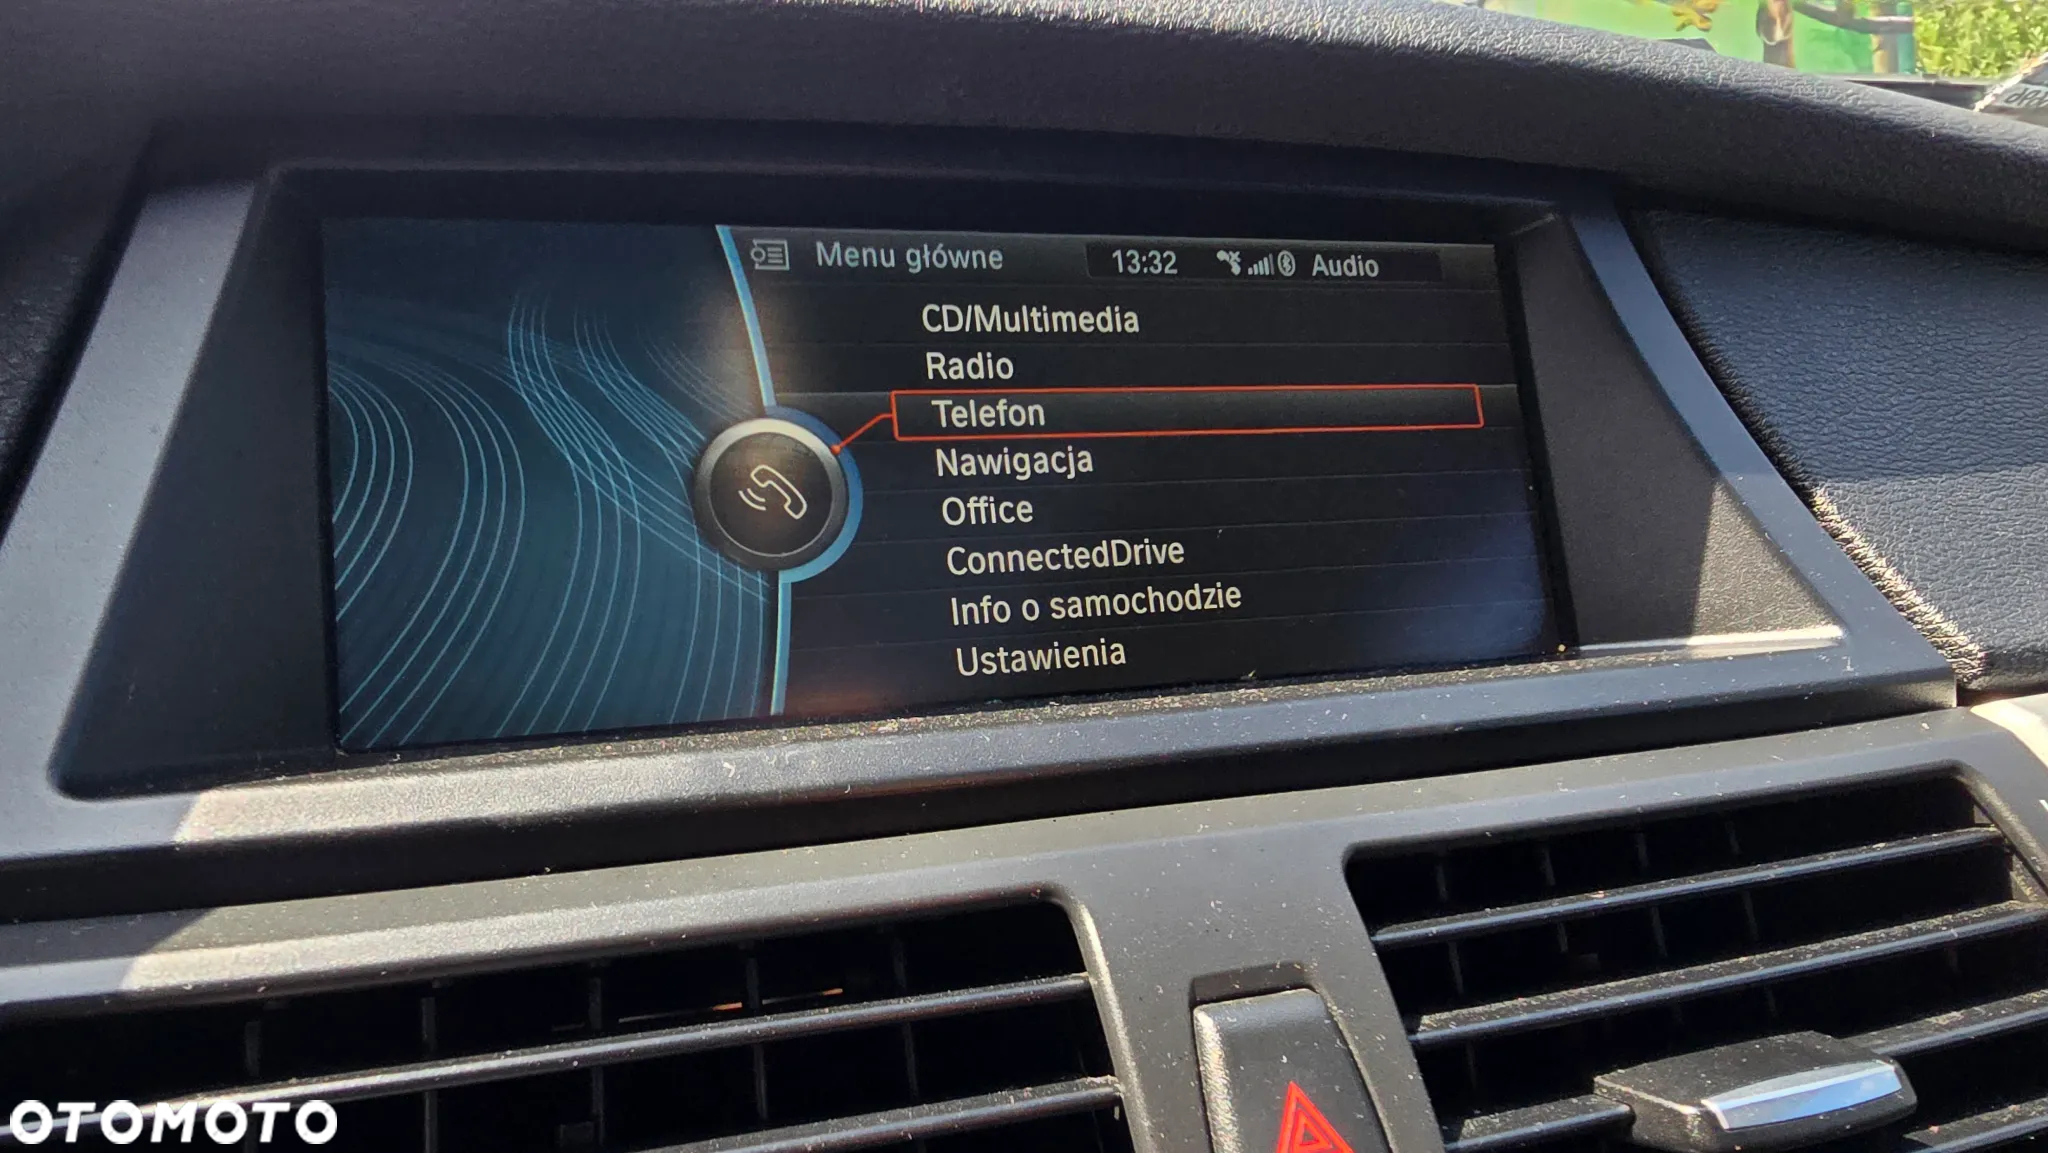 Menu główne 13:32 Audio
CD/Multimedia
Radio
Telefon
Nawigacja
Office
ConnectedDrive
Info o samochodzie
Ustawienia
OTOMOTO